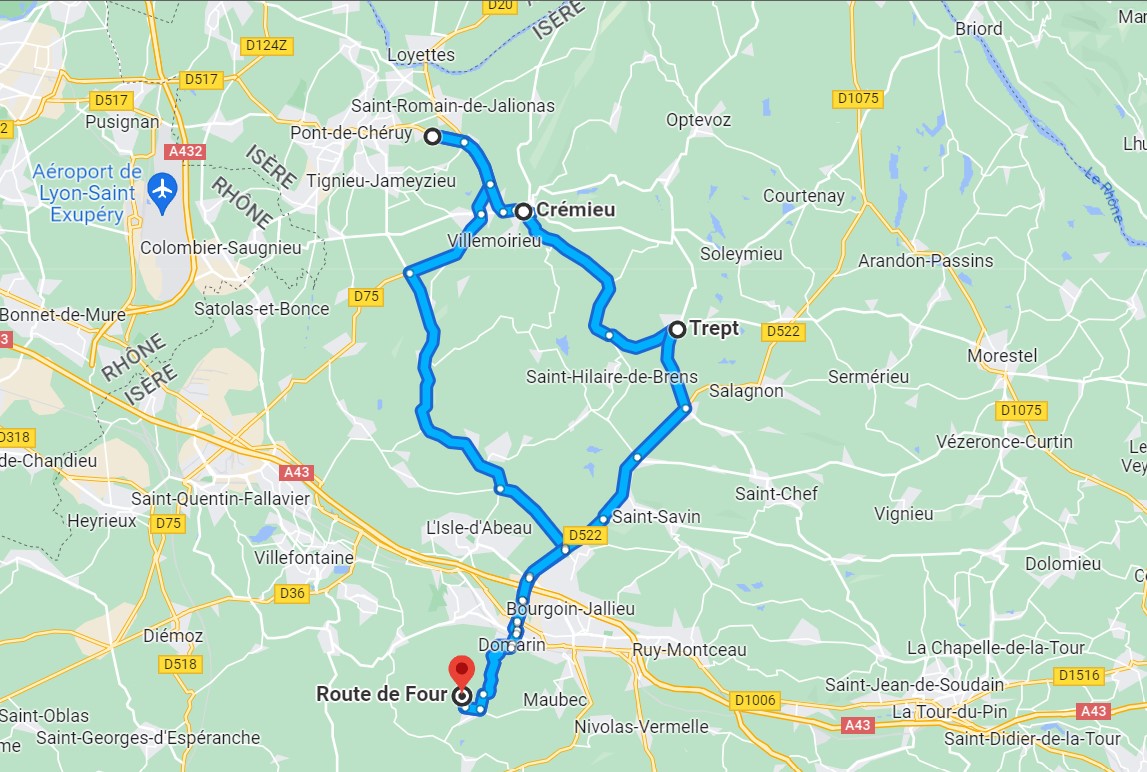 D20
ISÈRE
Briord
D124Z
Loyettes
D517
D517
D1075
Saint-Romain-de-Jalionas
Pusignan
Optevoz
Pont-de-Chéruy
A432
ISÈRE
RHÔNE
Aéroport de
Lyon-Saint
Exupéry
Tignieu-Jameyzieu
Le Rhône
Courtenay
Crémieu
Villemoirieu
Colombier-Saugnieu
Soleymieu
Arandon-Passins
D75
Satolas-et-Bonce
Bonnet-de-Mure
Trept
D522
RHÔNE
ISÈRE
Morestel
Saint-Hilaire-de-Brens
Salagnon
Sermérieu
D1075
D318
Vézeronce-Curtin
de-Chandieu
A43
Saint-Quentin-Fallavier
Saint-Chef
Heyrieux
D75
Saint-Savin
Vignieu
L'Isle-d'Abeau
D522
Villefontaine
Dolomieu
D36
Bourgoin-Jallieu
Diémoz
Domarin
Ruy-Montceau
La Chapelle-de-la-Tour
D518
D1516
Route de Four
Saint-Jean-de-Soudain
Maubec
D1006
La Tour-du-Pin
A43
Saint-Oblas
A43
Nivolas-Vermelle
Saint-Georges-d'Espéranche
Saint-Didier-de-la-Tour